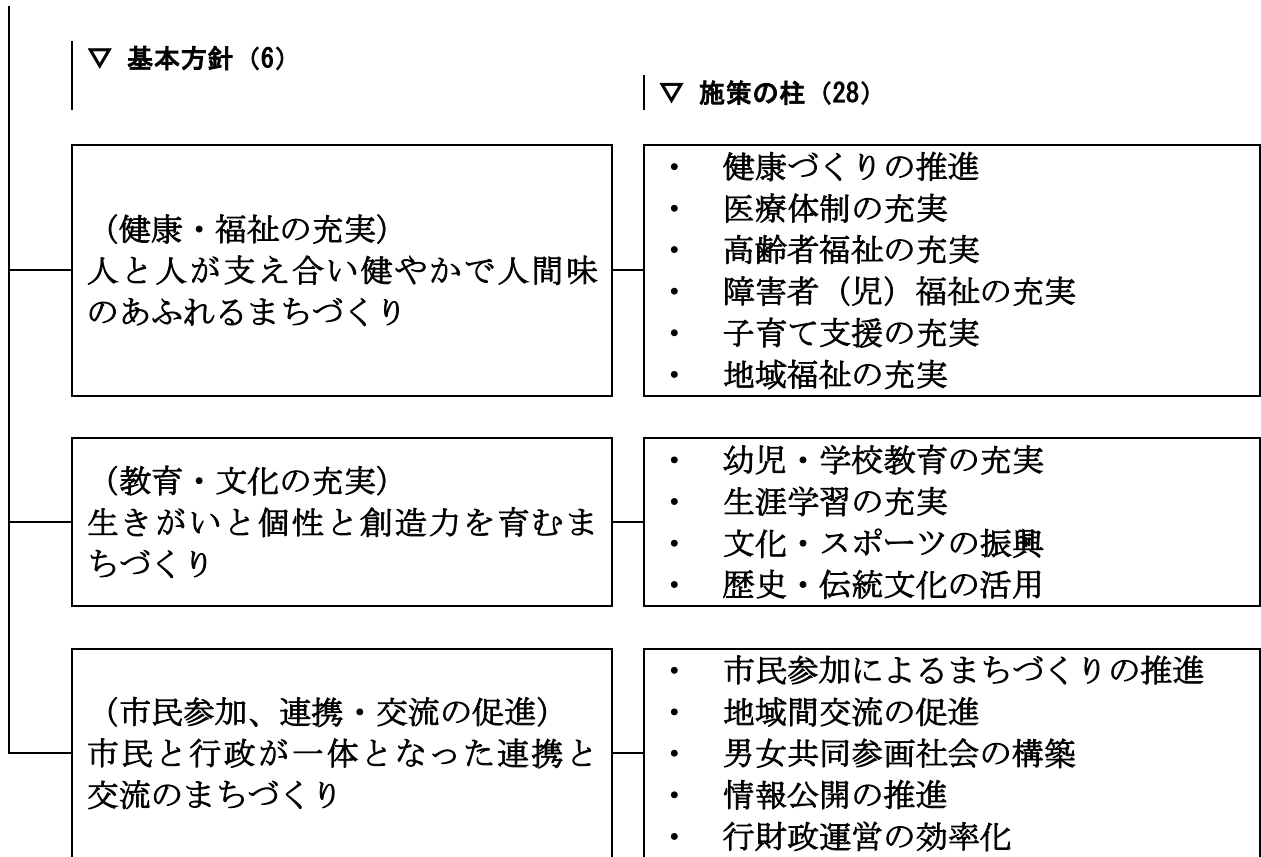 ▽ 基本方針（6）
▽ 施策の柱（28）
（健康・福祉の充実）
人と人が支え合い健やかで人間味
のあふれるまちづくり
・ 健康づくりの推進
・ 医療体制の充実
・ 高齢者福祉の充実
・ 障害者（児）福祉の充実
・ 子育て支援の充実
・ 地域福祉の充実
（教育・文化の充実）
生きがいと個性と創造力を育むま
ちづくり
・ 幼児・学校教育の充実
・ 生涯学習の充実
・ 文化・スポーツの振興
・ 歴史・伝統文化の活用
（市民参加、連携・交流の促進）
市民と行政が一体となった連携と
交流のまちづくり
・ 市民参加によるまちづくりの推進
・ 地域間交流の促進
・ 男女共同参画社会の構築
・ 情報公開の推進
・ 行財政運営の効率化